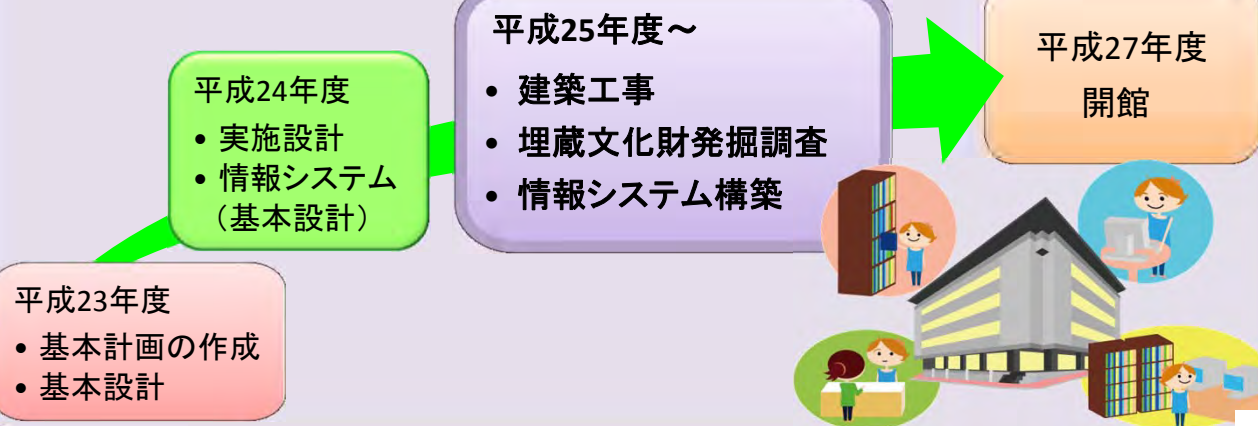 平成23年度
• 基本計画の作成
• 基本設計
平成24年度
• 実施設計
• 情報システム
（基本設計）
平成25年度～
• 建築工事
• 埋蔵文化財発掘調査
• 情報システム構築
平成27年度
開館